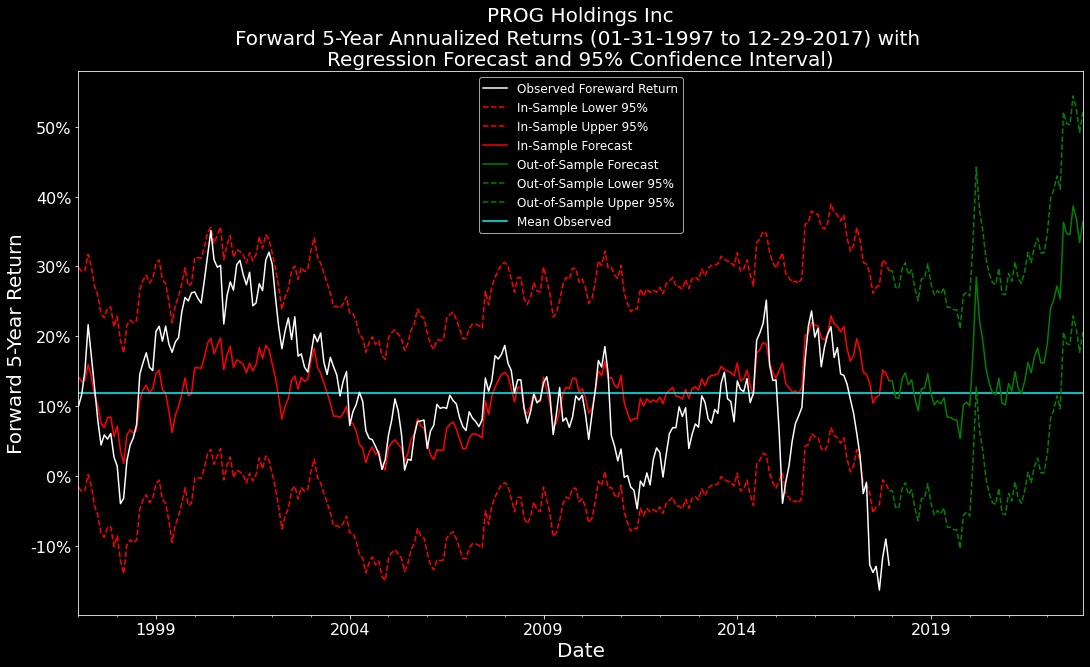 PROG Holdings Inc
Forward 5-Year Annualized Returns (01-31-1997 to 12-29-2017) with
Regression Forecast and 95% Confidence Interval)
Observed Foreward Return
In-Sample Lower 95%
In-Sample Upper 95%
In-Sample Forecast
Out-of-Sample Forecast
Out-of-Sample Lower 95%
Out-of-Sample Upper 95%
Mean Observed
Forward 5-Year Return
50%
40%
30%
20%
10%
0%
-10%
1999
2004
2009
2014
2019
Date